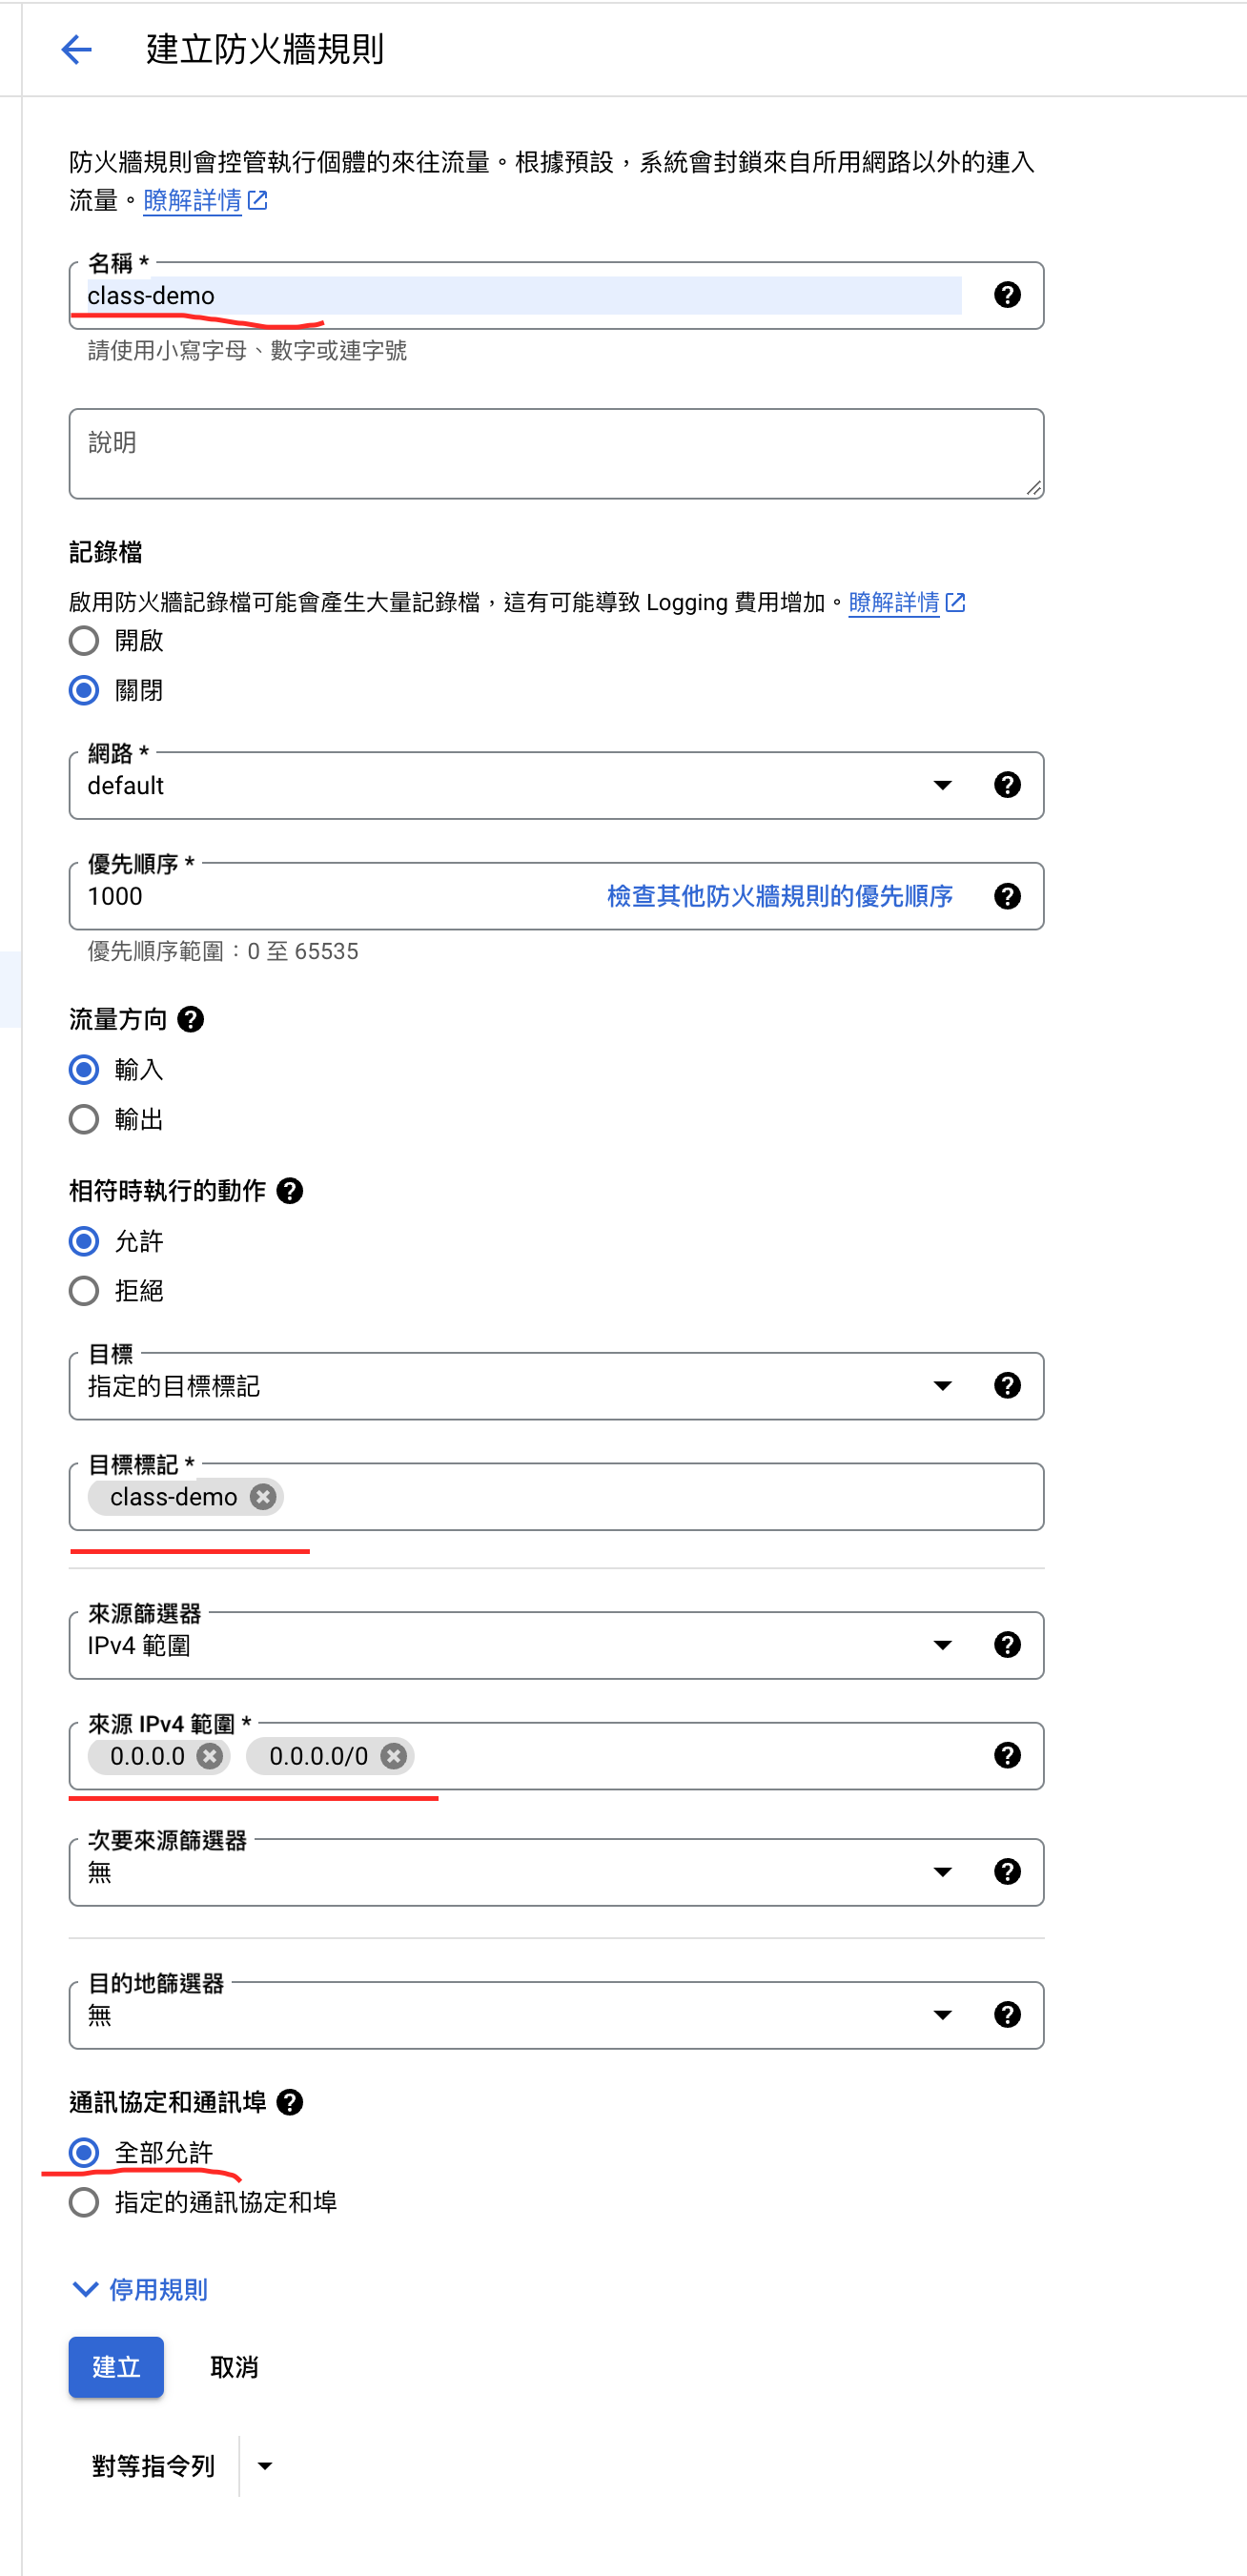 建立防火牆規則
防火牆規則會控管執行個體的來往流量。根據預設，系統會封鎖來自所用網路以外的連入
流量。瞭解詳情
名稱 *
class-demo
請使用小寫字母、數字或連字號
說明
記錄檔
啟用防火牆記錄檔可能會產生大量記錄檔，這有可能導致 Logging 費用增加。瞭解詳情
開啟
關閉
網路 *
default
優先順序 *
1000 檢查其他防火牆規則的優先順序
優先順序範圍：0 至 65535
流量方向
輸入
輸出
相符時執行的動作
允許
拒絕
目標
指定的目標標記
目標標記 *
class-demo
來源篩選器
IPv4 範圍
來源 IPv4 範圍 *
0.0.0.0 0.0.0.0/0
次要來源篩選器
無
目的地篩選器
無
通訊協定和通訊埠
全部允許
指定的通訊協定和埠
停用規則
建立 取消
對等指令列